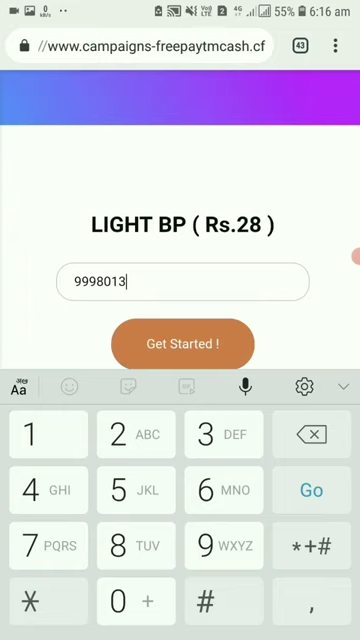 4G
55% 6:16 am
//www.campaigns-freepaytmcash.cf
43
LIGHT BP ( Rs.28 )
9998013
Get Started !
Aa
1 2 ABC 3 DEF
4 GHI 5 JKL 6 MNO Go
7 PQRS 8 TUV 9 WXYZ *+#
* 0 + # ,